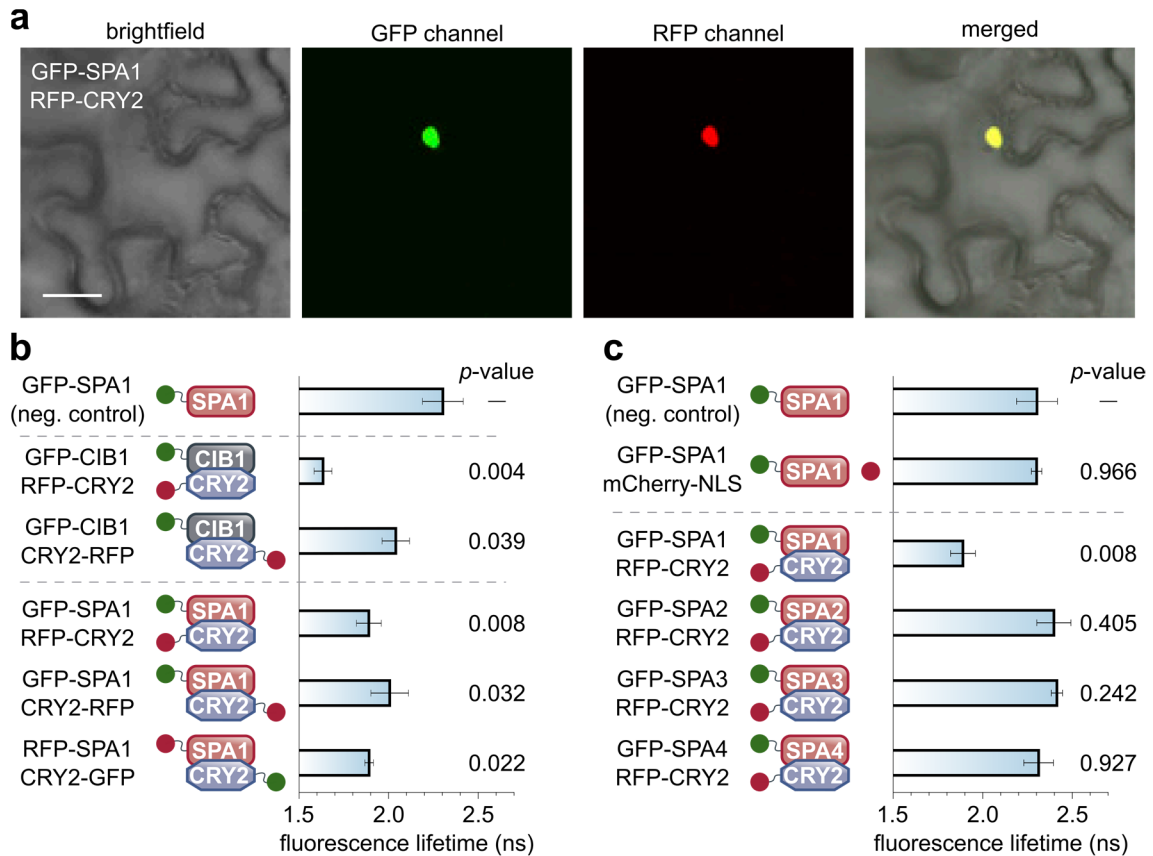 a
brightfield
GFP channel
RFP channel
merged
GFP-SPA1
RFP-CRY2
b
p-value
GFP-SPA1
(neg. control)
SPA1
—
GFP-CIB1
RFP-CRY2
CIB1
CRY2
0.004
GFP-CIB1
CRY2-RFP
CIB1
CRY2
0.039
GFP-SPA1
RFP-CRY2
SPA1
CRY2
0.008
GFP-SPA1
CRY2-RFP
SPA1
CRY2
0.032
RFP-SPA1
CRY2-GFP
SPA1
CRY2
0.022
1.5 2.0 2.5
fluorescence lifetime (ns)
c
p-value
GFP-SPA1
(neg. control)
SPA1
—
GFP-SPA1
mCherry-NLS
SPA1
0.966
GFP-SPA1
RFP-CRY2
SPA1
CRY2
0.008
GFP-SPA2
RFP-CRY2
SPA2
CRY2
0.405
GFP-SPA3
RFP-CRY2
SPA3
CRY2
0.242
GFP-SPA4
RFP-CRY2
SPA4
CRY2
0.927
1.5 2.0 2.5
fluorescence lifetime (ns)